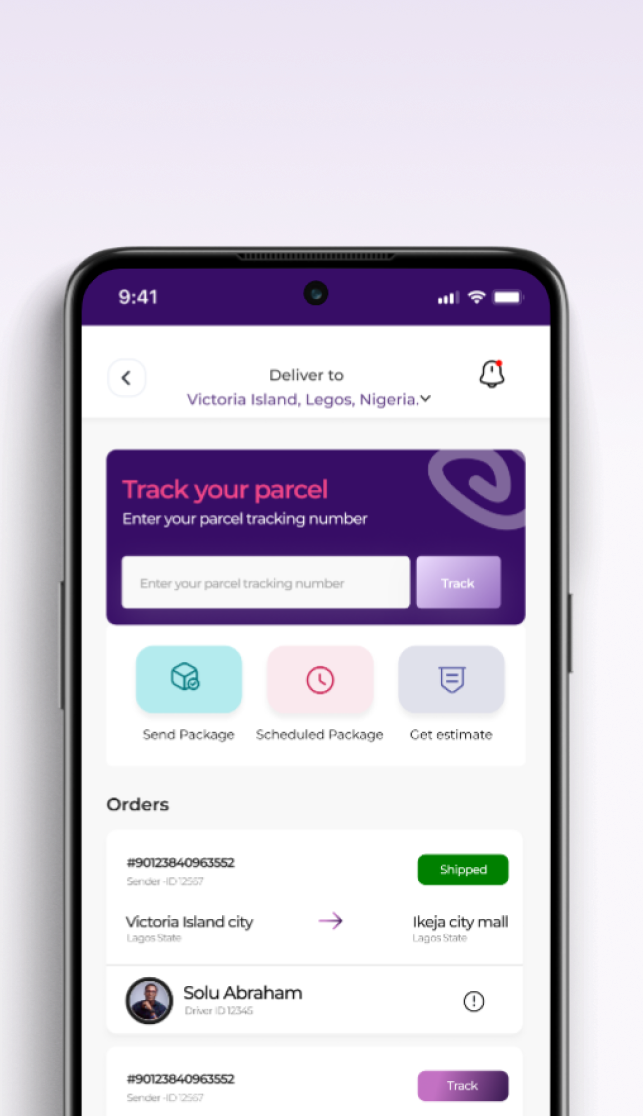 9:41
Deliver to
Victoria Island, Legos, Nigeria.
Track your parcel
Enter your parcel tracking number
Enter your parcel tracking number
Track
Send Package
Scheduled Package
Get estimate
Orders
#90123840963552
Shipped
Sender -ID 12567
Victoria Island city
Ikeja city mall
Lagos State
Lagos State
Solu Abraham
Driver ID 12345
#90123840963552
Track
Sender -ID 12567